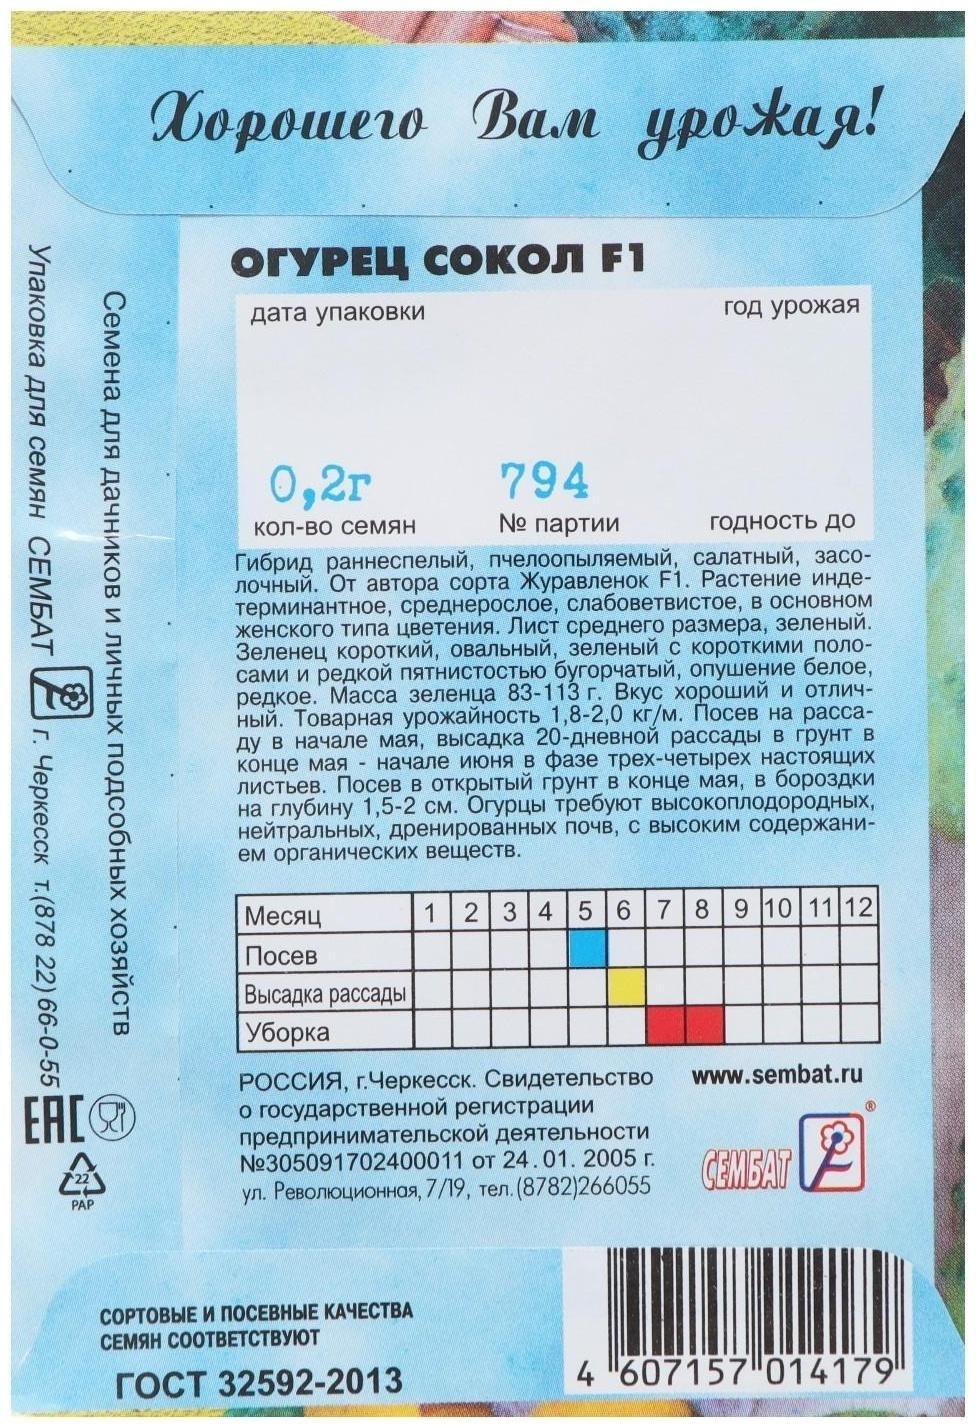 Хорошего Вам урожая!
ОГУРЕЦ СОКОЛ F1
дата упаковки
год урожая
0,2г
794
кол-во семян
№ партии
годность до
Гибрид раннеспелый, пчелоопыляемый, салатный, засо-
лочный. От автора сорта Журавленок F1. Растение инде-
терминантное, среднерослое, слабоветвистое, в основном
женского типа цветения. Лист среднего размера, зеленый.
Зеленец короткий, овальный, зеленый с короткими поло-
сами и редкой пятнистостью бугорчатый, опушение белое,
редкое. Масса зеленца 83-113 г. Вкус хороший и отлич-
ный. Товарная урожайность 1,8-2,0 кг/м. Посев на расса-
ду в начале мая, высадка 20-дневной рассады в грунт в
конце мая - начале июня в фазе трех-четырех настоящих
листьев. Посев в открытый грунт в конце мая, в бороздки
на глубину 1,5-2 см. Огурцы требуют высокоплодородных,
нейтральных, дренированных почв, с высоким содержани-
ем органических веществ.
Месяц 1 2 3 4 5 6 7 8 9 10 11 12
Посев
Высадка рассады
Уборка
РОССИЯ, г.Черкесск. Свидетельство
о государственной регистрации
предпринимательской деятельности
№305091702400011 от 24.01. 2005 г.
ул. Революционная, 7/19, тел.(8782)266055
www.sembat.ru
СЕМБАТ ®
Семена для дачников и личных подсобных хозяйств
Упаковка для семян СЕМБАТ г. Черкесск т.(878 22) 66-0-55
EAC
22
PAP
СОРТОВЫЕ И ПОСЕВНЫЕ КАЧЕСТВА
СЕМЯН СООТВЕТСТВУЮТ
ГОСТ 32592-2013
4 607157 014179